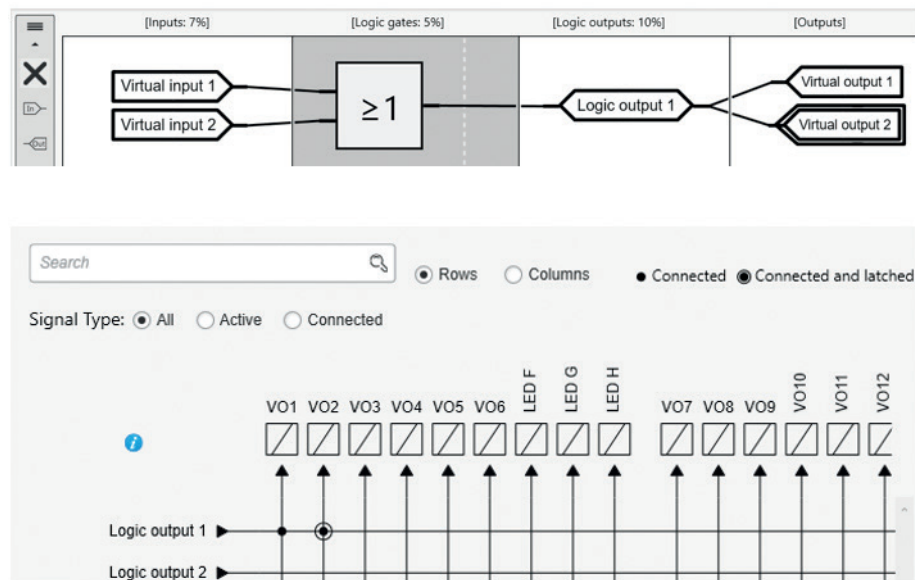 [Inputs: 7%] [Logic gates: 5%] [Logic outputs: 10%] [Outputs]
Virtual input 1
Virtual input 2
≥1
Logic output 1
Virtual output 1
Virtual output 2
In
Out
Search
Rows Columns Connected Connected and latched
Signal Type: All Active Connected
VO1 VO2 VO3 VO4 VO5 VO6 LED F LED G LED H VO7 VO8 VO9 VO10 VO11 VO12
i
Logic output 1
Logic output 2